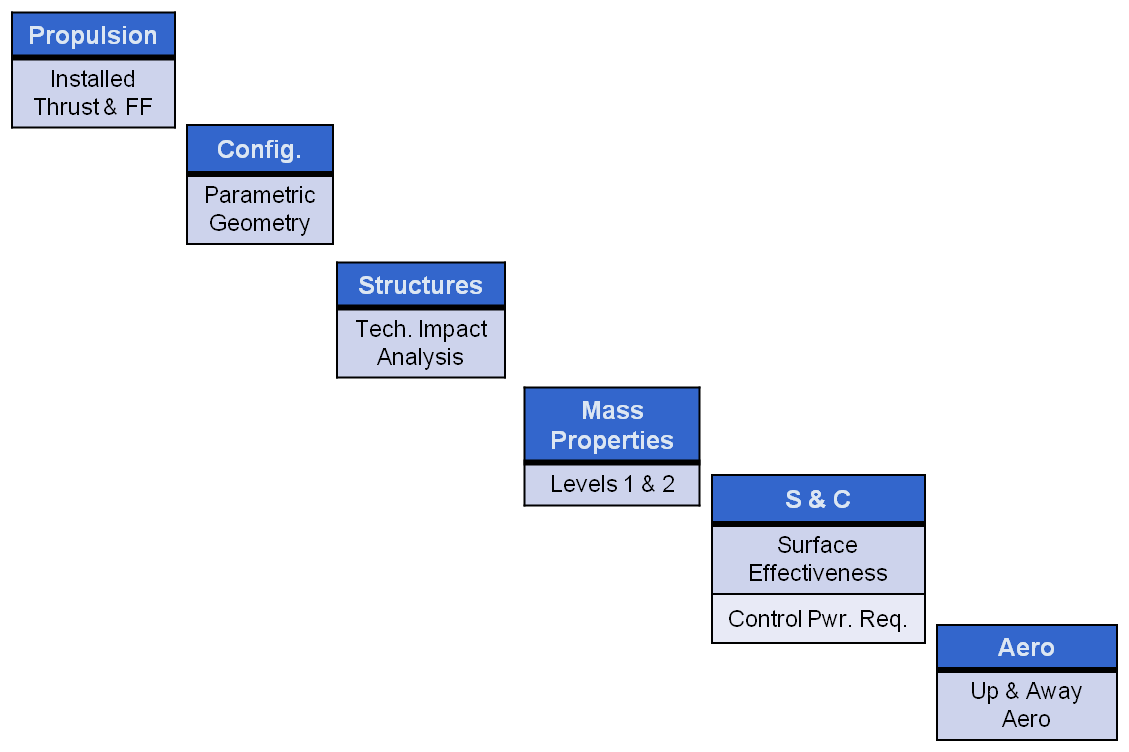 Propulsion
Installed
Thrust & FF
Config.
Parametric
Geometry
Structures
Tech. Impact
Analysis
Mass
Properties
Levels 1 & 2
S & C
Surface
Effectiveness
Control Pwr. Req.
Aero
Up & Away
Aero